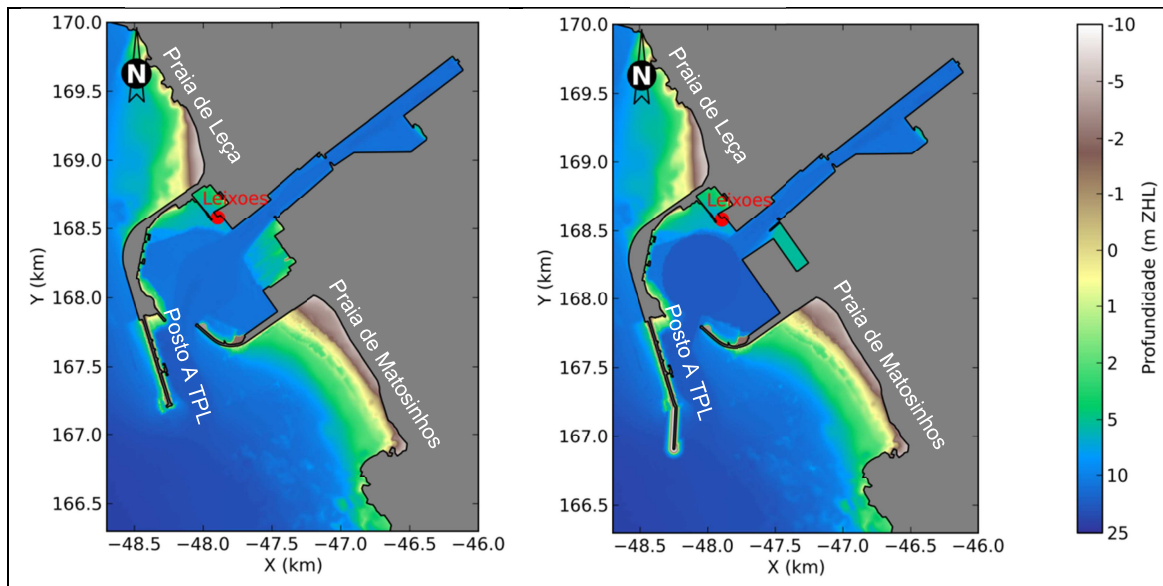 170.0
169.5
169.0
168.5
168.0
167.5
167.0
166.5
Y (km)
−48.5
−48.0
−47.5
−47.0
−46.5
−46.0
X (km)
N
Praia de Leça
Leixoes
Posto A TPL
Praia de Matosinhos
170.0
169.5
169.0
168.5
168.0
167.5
167.0
166.5
Y (km)
−48.5
−48.0
−47.5
−47.0
−46.5
−46.0
X (km)
N
Praia de Leça
Leixoes
Posto A TPL
Praia de Matosinhos
-10
-5
-2
-1
0
1
2
5
10
25
Profundidade (m ZHL)